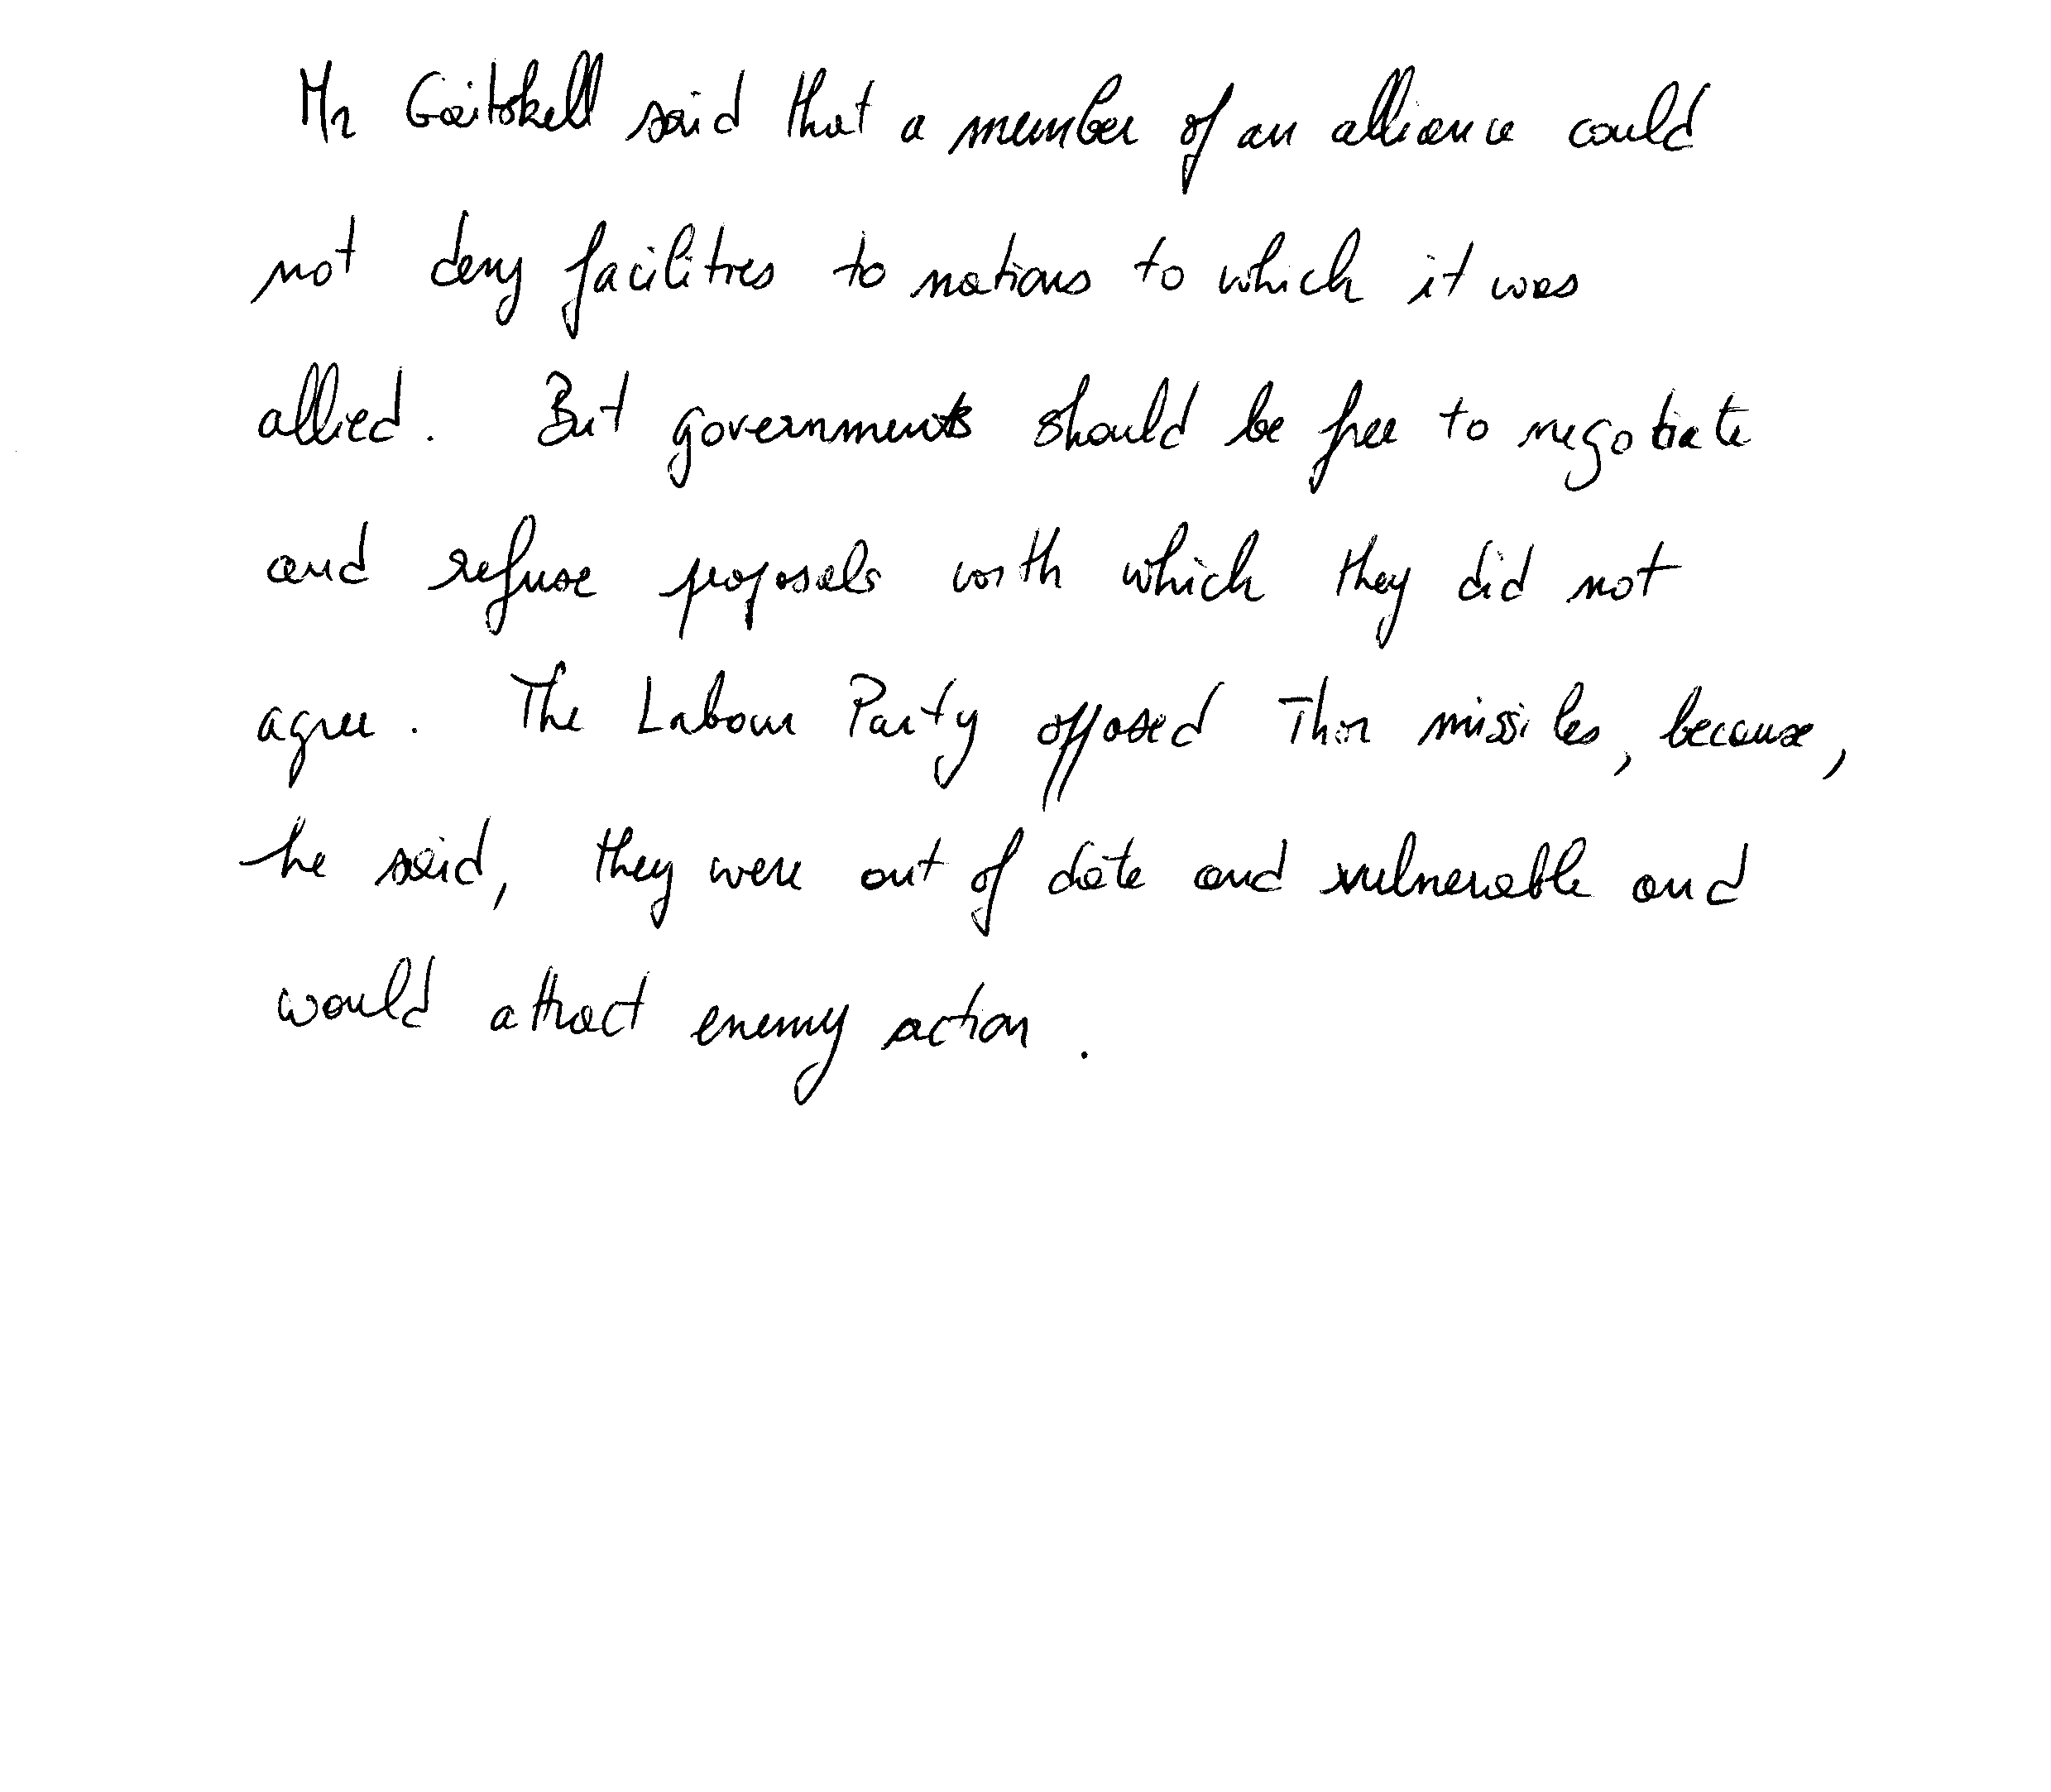 Mr Gaitskell said that a member of an alliance could
not deny facilities to nations to which it was
allied. But governments should be free to negotiate
and refuse proposals with which they did not
agree. The Labour Party opposed Thor missiles, because,
he said, they were out of date and vulnerable and
would attract enemy action.